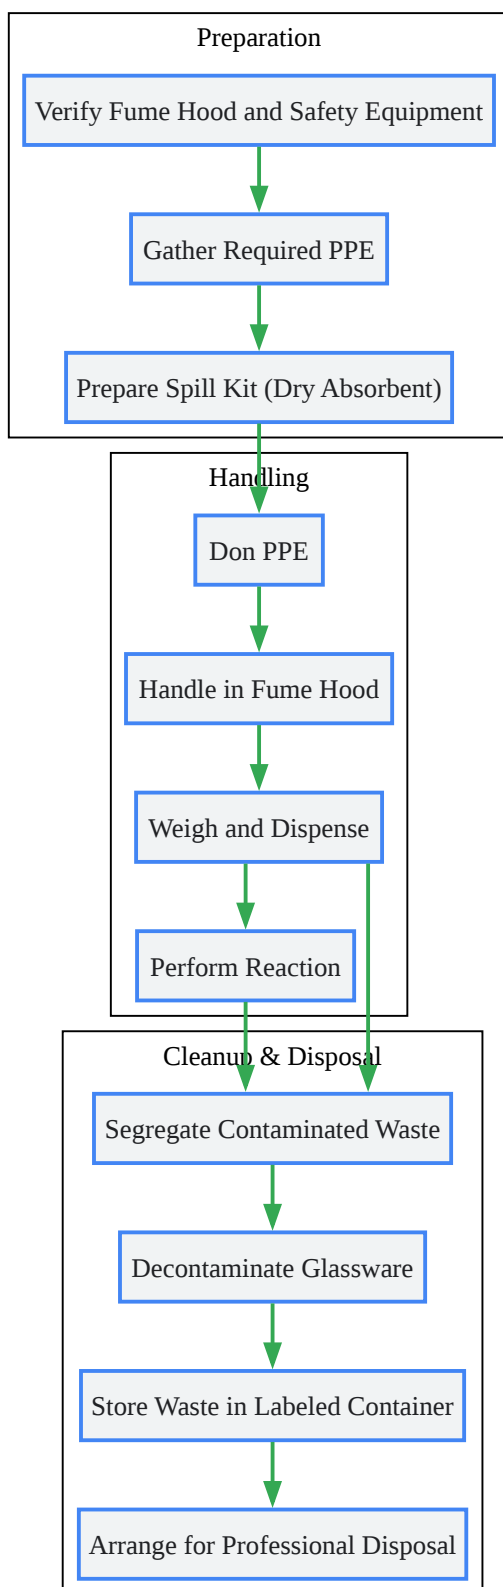 Preparation
Verify Fume Hood and Safety Equipment
Gather Required PPE
Prepare Spill Kit (Dry Absorbent)
Handling
Don PPE
Handle in Fume Hood
Weigh and Dispense
Perform Reaction
Cleanup & Disposal
Segregate Contaminated Waste
Decontaminate Glassware
Store Waste in Labeled Container
Arrange for Professional Disposal